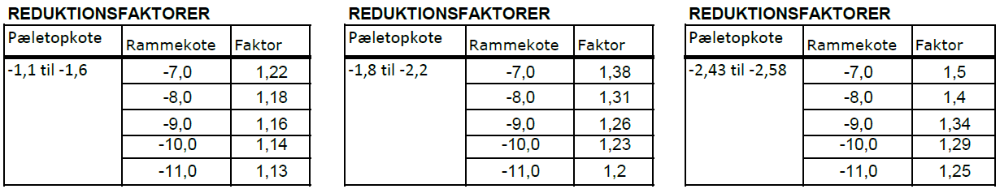 REDUKTIONSFAKTORER
Pæletopkote Rammekote Faktor
-1,1 til -1,6 -7,0 1,22
-8,0 1,18
-9,0 1,16
-10,0 1,14
-11,0 1,13
REDUKTIONSFAKTORER
Pæletopkote Rammekote Faktor
-1,8 til -2,2 -7,0 1,38
-8,0 1,31
-9,0 1,26
-10,0 1,23
-11,0 1,2
REDUKTIONSFAKTORER
Pæletopkote Rammekote Faktor
-2,43 til -2,58 -7,0 1,5
-8,0 1,4
-9,0 1,34
-10,0 1,29
-11,0 1,25